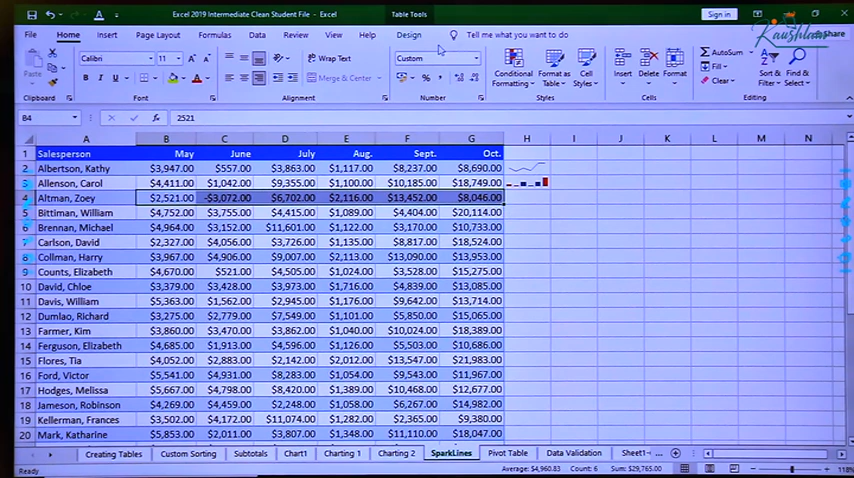 Excel 2019 Intermediate Clean Student File - Excel
Table Tools
Sign in
File Home Insert Page Layout Formulas Data Review View Help Design Tell me what you want to do Share
Kaushlam
Paste
Calibri 11
Wrap Text
Merge & Center
Custom
Conditional Formatting
Format as Table
Cell Styles
Insert Delete Format
AutoSum
Fill
Clear
Sort & Filter
Find & Select
Clipboard Font Alignment Number Styles Cells Editing
B4 2521
A B C D E F G H I J K L M N
1 Salesperson May June July Aug. Sept. Oct.
2 Albertson, Kathy $3,947.00 $557.00 $3,863.00 $1,117.00 $8,237.00 $8,690.00
3 Allenson, Carol $4,411.00 $1,042.00 $9,355.00 $1,100.00 $10,185.00 $18,749.00
4 Altman, Zoey $2,521.00 -$3,072.00 $6,702.00 $2,116.00 $13,452.00 $8,046.00
5 Bittiman, William $4,752.00 $3,755.00 $4,415.00 $1,089.00 $4,404.00 $20,114.00
6 Brennan, Michael $4,964.00 $3,152.00 $11,601.00 $1,122.00 $3,170.00 $10,733.00
7 Carlson, David $2,327.00 $4,056.00 $3,726.00 $1,135.00 $8,817.00 $18,524.00
8 Collman, Harry $3,967.00 $4,906.00 $9,007.00 $2,113.00 $13,090.00 $13,953.00
9 Counts, Elizabeth $4,670.00 $521.00 $4,505.00 $1,024.00 $3,528.00 $15,275.00
10 David, Chloe $3,379.00 $3,428.00 $3,973.00 $1,716.00 $4,839.00 $13,085.00
11 Davis, William $5,363.00 $1,562.00 $2,945.00 $1,176.00 $9,642.00 $13,714.00
12 Dumlao, Richard $3,275.00 $2,779.00 $7,549.00 $1,101.00 $5,850.00 $15,065.00
13 Farmer, Kim $3,860.00 $3,470.00 $3,862.00 $1,040.00 $10,024.00 $18,389.00
14 Ferguson, Elizabeth $4,685.00 $1,913.00 $4,596.00 $1,126.00 $5,503.00 $10,686.00
15 Flores, Tia $4,052.00 $2,883.00 $2,142.00 $2,012.00 $13,547.00 $21,983.00
16 Ford, Victor $5,541.00 $4,931.00 $8,283.00 $1,054.00 $9,543.00 $11,967.00
17 Hodges, Melissa $5,667.00 $4,798.00 $8,420.00 $1,389.00 $10,468.00 $12,677.00
18 Jameson, Robinson $4,269.00 $4,459.00 $2,248.00 $1,058.00 $6,267.00 $14,982.00
19 Kellerman, Frances $3,502.00 $4,172.00 $11,074.00 $1,282.00 $2,365.00 $9,380.00
20 Mark, Katharine $5,853.00 $2,011.00 $3,807.00 $1,348.00 $11,110.00 $18,047.00
Creating Tables Custom Sorting Subtotals Chart1 Charting 1 Charting 2 SparkLines Pivot Table Data Validation Sheet1
Ready Average: $4,960.83 Count: 6 Sum: $29,765.00 118%